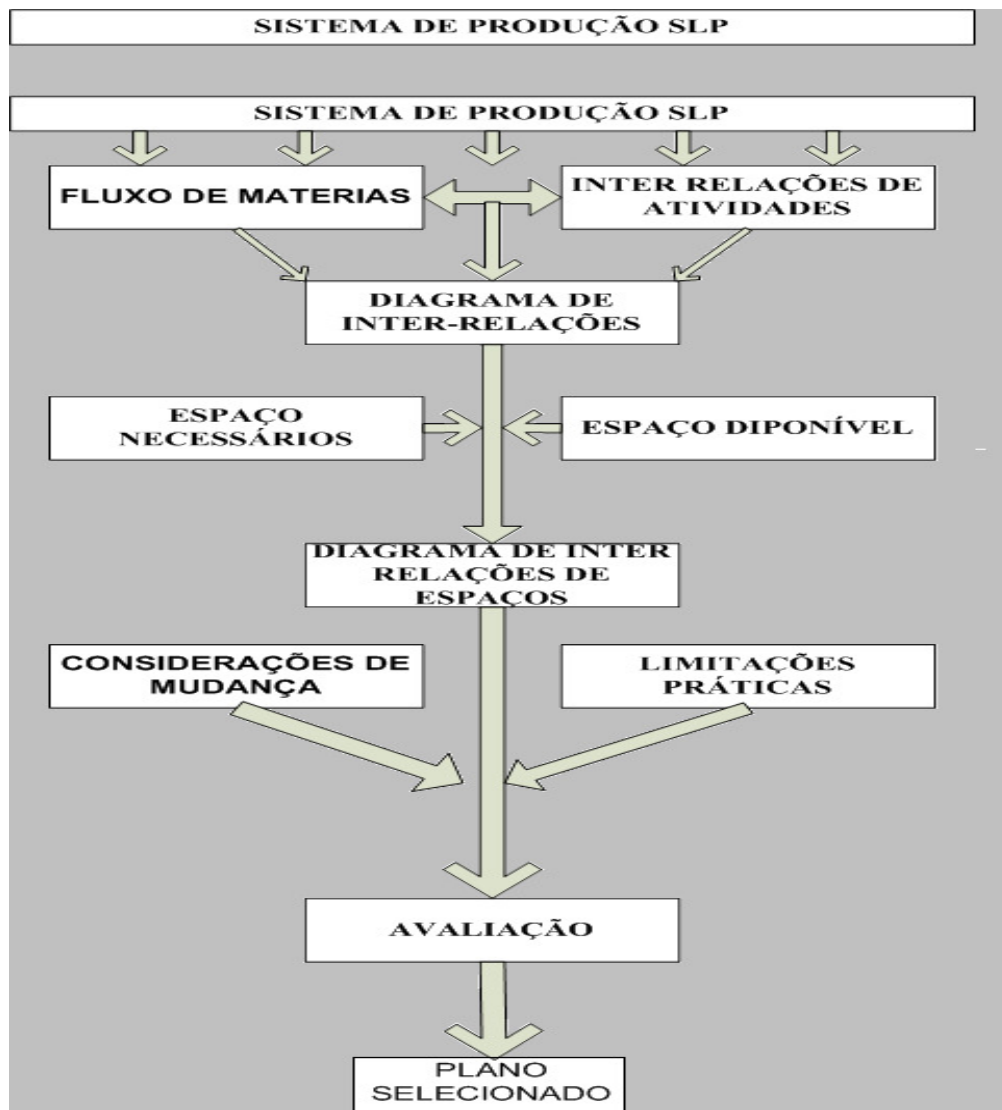 SISTEMA DE PRODUÇÃO SLP
SISTEMA DE PRODUÇÃO SLP
FLUXO DE MATERIAS
INTER RELAÇÕES DE
ATIVIDADES
DIAGRAMA DE
INTER-RELAÇÕES
ESPAÇO
NECESSÁRIOS
ESPAÇO DIPONÍVEL
DIAGRAMA DE INTER
RELAÇÕES DE
ESPAÇOS
CONSIDERAÇÕES DE
MUDANÇA
LIMITAÇÕES
PRÁTICAS
AVALIAÇÃO
PLANO
SELECIONADO